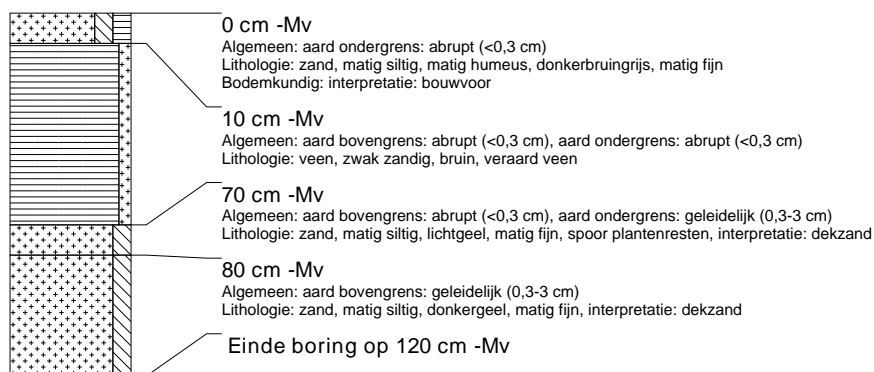 0 cm -Mv
Algemeen: aard ondergrens: abrupt (<0,3 cm)
Lithologie: zand, matig siltig, matig humeus, donkerbruingrijs, matig fijn
Bodemkundig: interpretatie: bouwvoor
10 cm -Mv
Algemeen: aard bovengrens: abrupt (<0,3 cm), aard ondergrens: abrupt (<0,3 cm)
Lithologie: veen, zwak zandig, bruin, veraard veen
70 cm -Mv
Algemeen: aard bovengrens: abrupt (<0,3 cm), aard ondergrens: geleidelijk (0,3-3 cm)
Lithologie: zand, matig siltig, lichtgeel, matig fijn, spoor plantenresten, interpretatie: dekzand
80 cm -Mv
Algemeen: aard bovengrens: geleidelijk (0,3-3 cm)
Lithologie: zand, matig siltig, donkergeel, matig fijn, interpretatie: dekzand
Einde boring op 120 cm -Mv